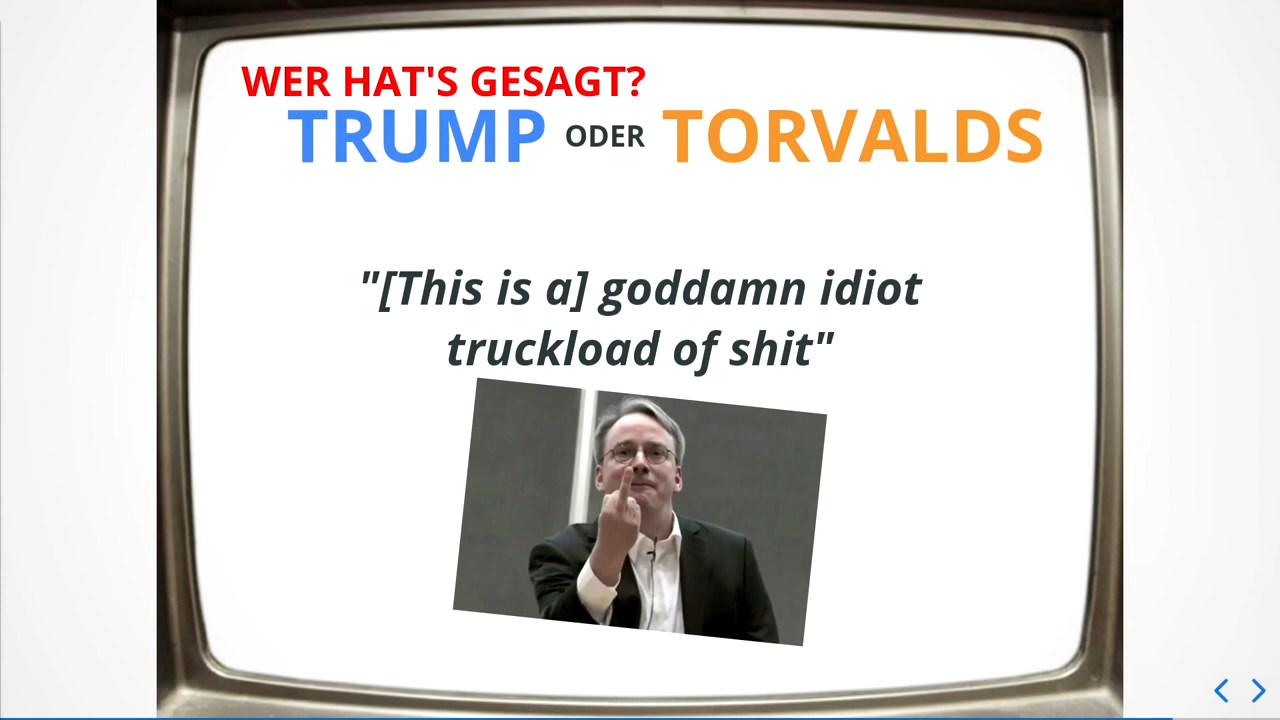 WER HAT'S GESAGT?
TRUMP ODER TORVALDS
"[This is a] goddamn idiot
truckload of shit"